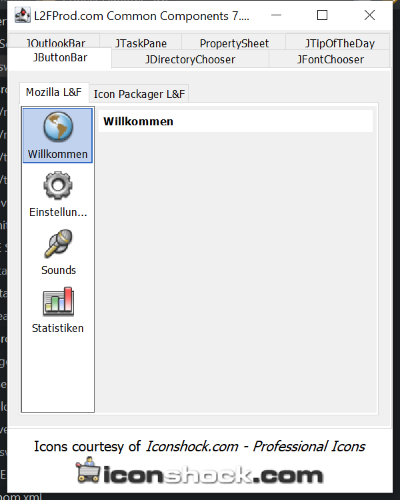 L2FProd.com Common Components 7....
JOutlookBar JTaskPane PropertySheet JTipOfTheDay
JButtonBar JDirectoryChooser JFontChooser
Mozilla L&F Icon Packager L&F
Willkommen
Willkommen
Einstellun...
Sounds
Statistiken
Icons courtesy of Iconshock.com - Professional Icons
iconshock.com